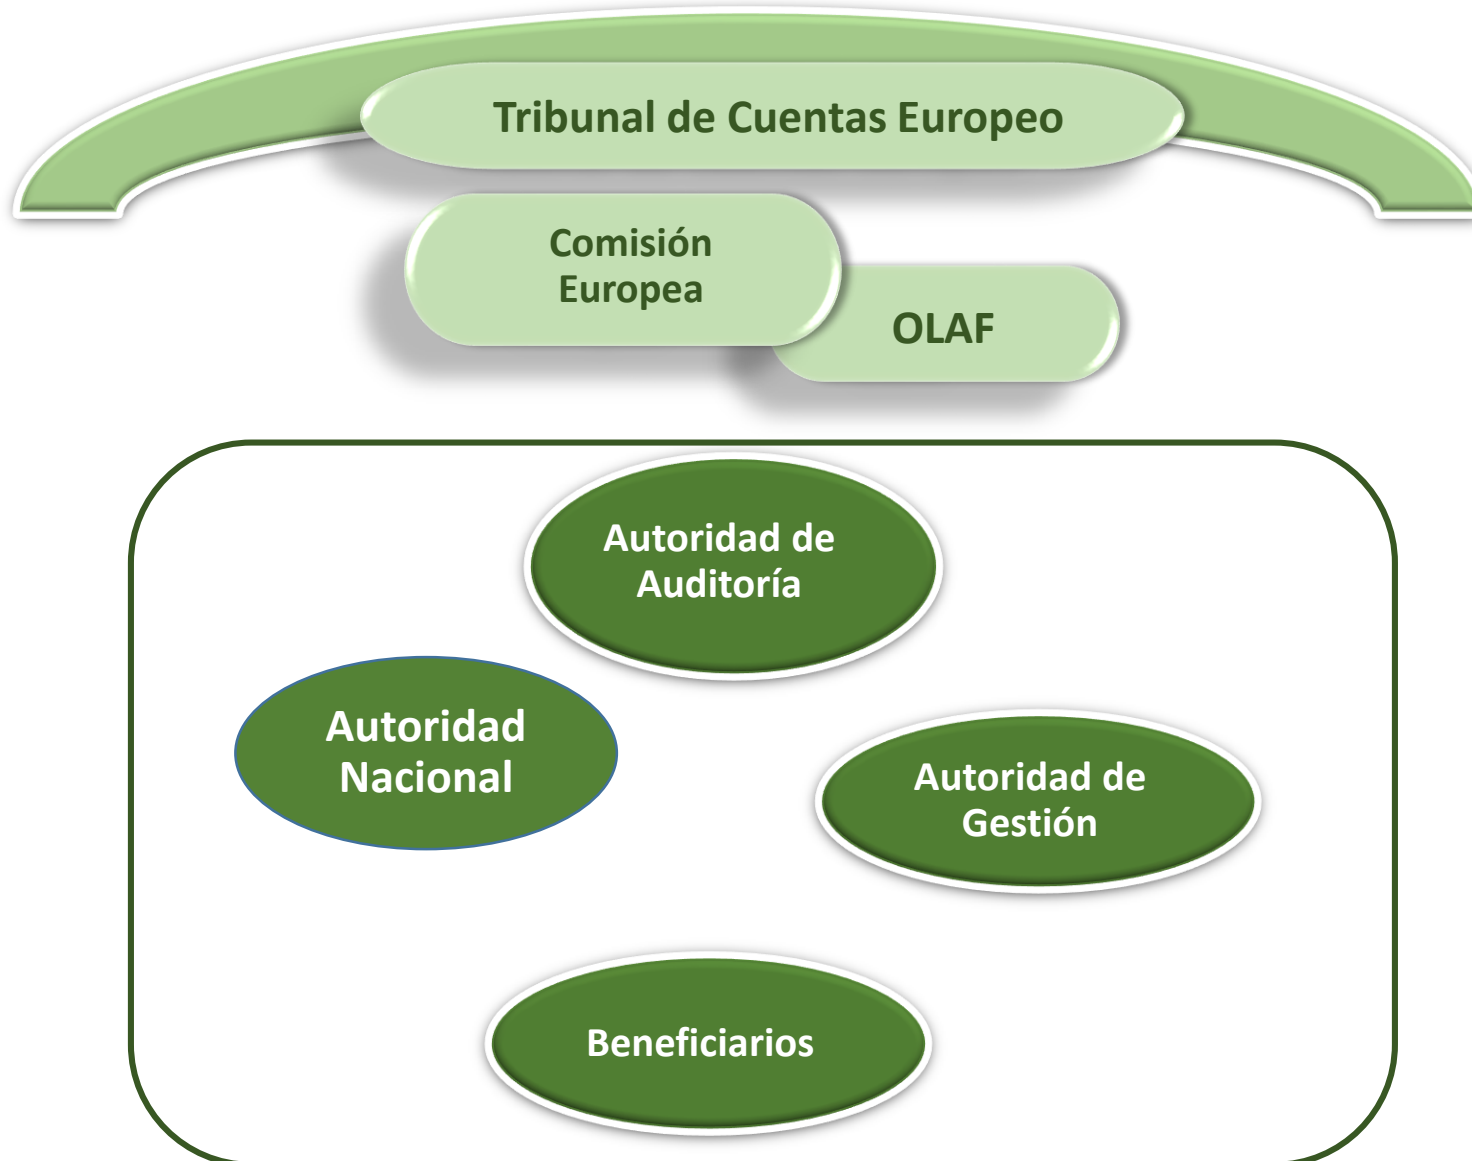 Tribunal de Cuentas Europeo
Comisión
Europea
OLAF
Autoridad de
Auditoría
Autoridad
Nacional
Autoridad de
Gestión
Beneficiarios